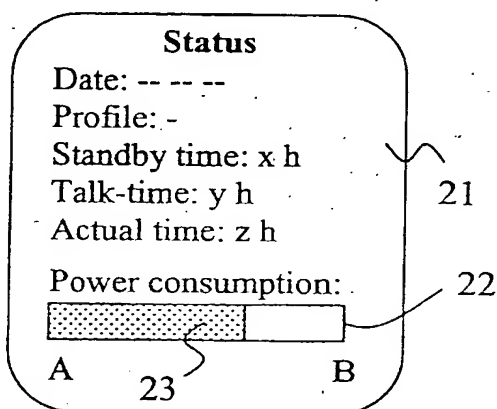 Status
Date: -- -- --
Profile: -
Standby time: x h
Talk-time: y h
Actual time: z h
21
Power consumption:
22
A
23
B